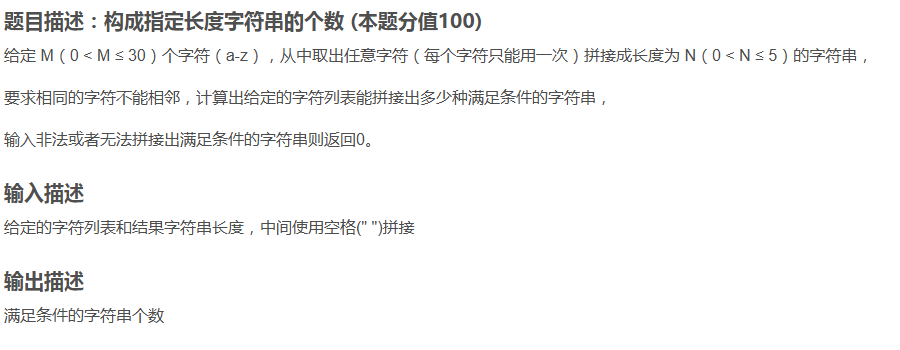 题目描述：构成指定长度字符串的个数 (本题分值100)
给定 M（0 < M ≤ 30）个字符（a-z），从中取出任意字符（每个字符只能用一次）拼接成长度为 N（0 < N ≤ 5）的字符串，
要求相同的字符不能相邻，计算出给定的字符列表能拼接出多少种满足条件的字符串，
输入非法或者无法拼接出满足条件的字符串则返回0。
输入描述
给定的字符列表和结果字符串长度，中间使用空格(" ")拼接
输出描述
满足条件的字符串个数